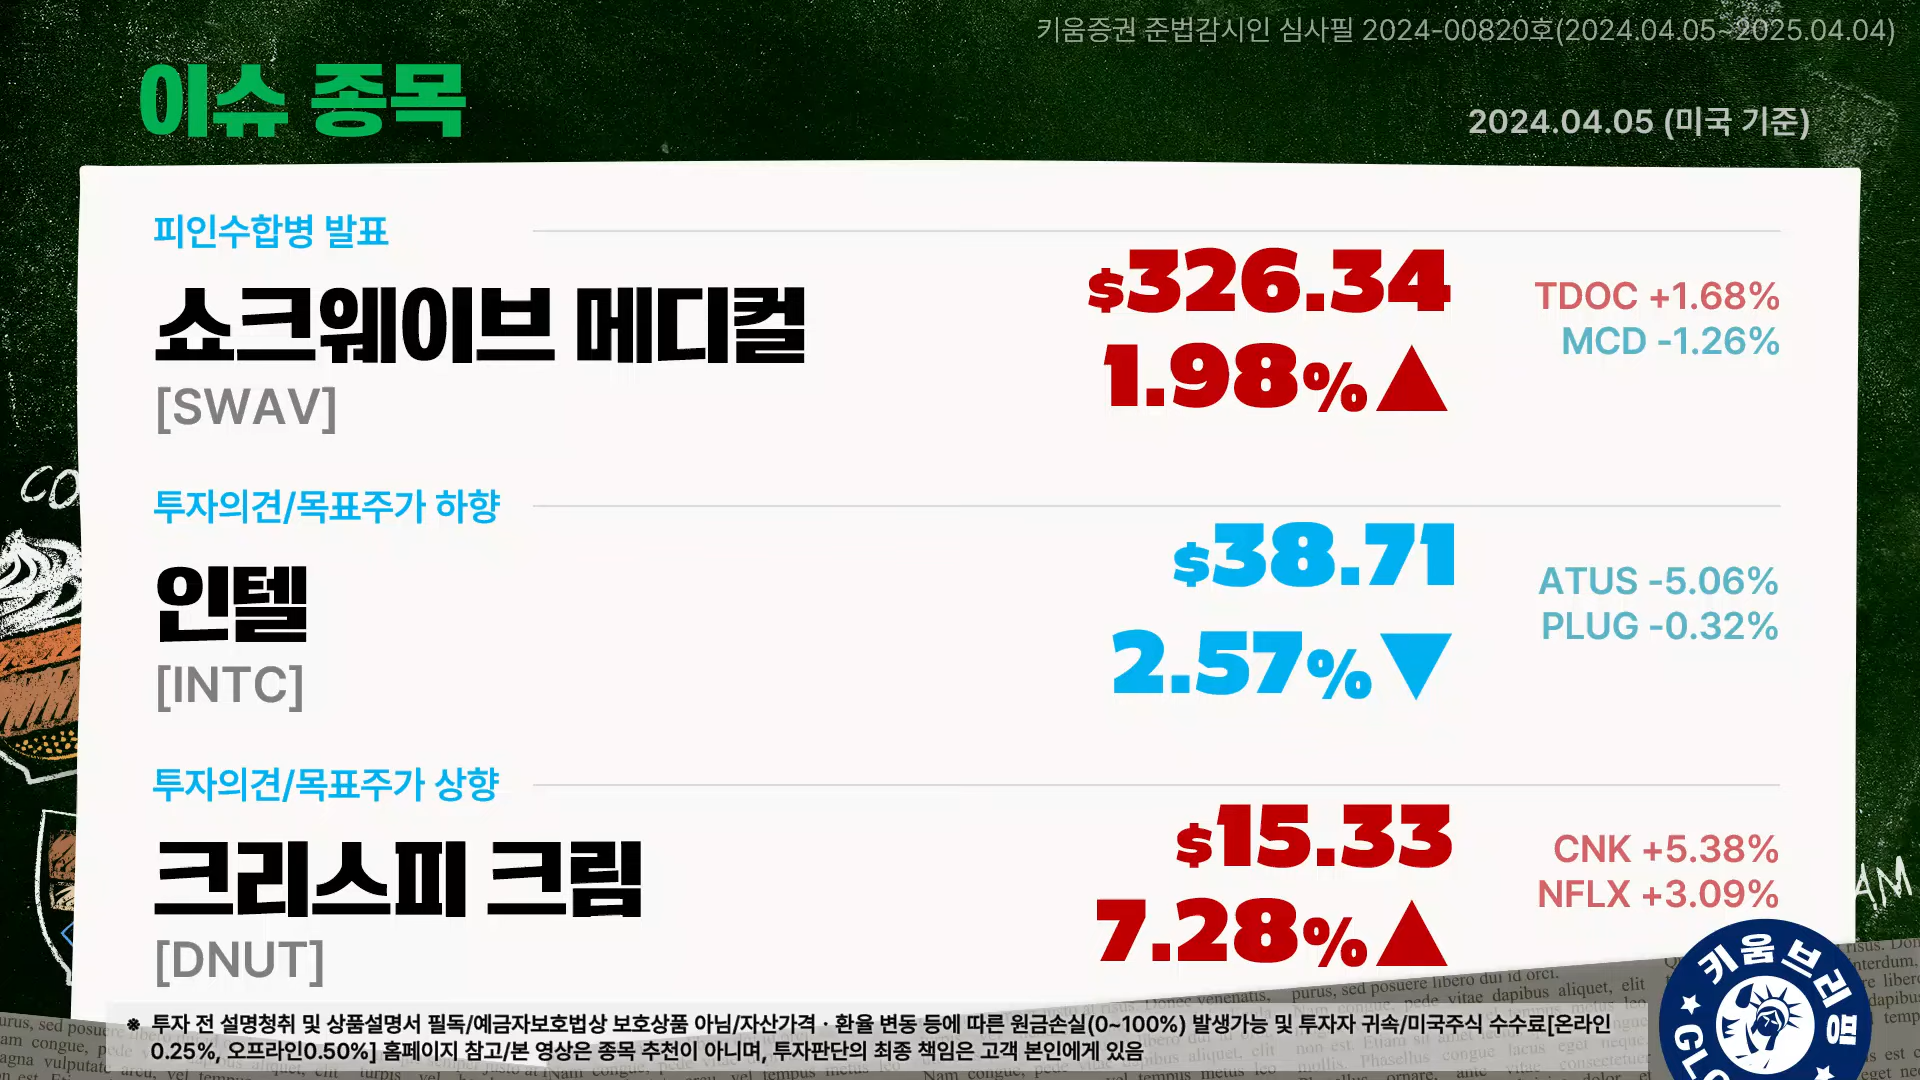 키움증권 준법감시인 심사필 2024-00820호(2024.04.05~2025.04.04)
이슈 종목
2024.04.05 (미국 기준)
피인수합병 발표
쇼크웨이브 메디컬
[SWAV]
$326.34
1.98%▲
TDOC +1.68%
MCD -1.26%
투자의견/목표주가 하향
인텔
[INTC]
$38.71
2.57%▼
ATUS -5.06%
PLUG -0.32%
투자의견/목표주가 상향
크리스피 크림
[DNUT]
$15.33
7.28%▲
CNK +5.38%
NFLX +3.09%
CO
AM
키움 브리핑
※ 투자 전 설명청취 및 상품설명서 필독/예금자보호법상 보호상품 아님/자산가격 · 환율 변동 등에 따른 원금손실(0~100%) 발생가능 및 투자자 귀속/미국주식 수수료[온라인
0.25%, 오프라인0.50%] 홈페이지 참고/본 영상은 종목 추천이 아니며, 투자판단의 최종 책임은 고객 본인에게 있음